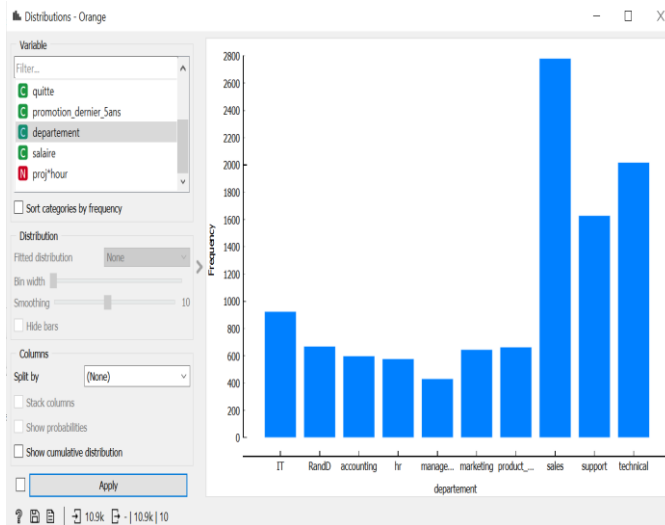 Distributions - Orange
Variable
Filter...
C quitte
C promotion_dernier_5ans
C departement
C salaire
N proj*hour
Sort categories by frequency
Distribution
Fitted distribution None
Bin width
Smoothing 10
Hide bars
Columns
Split by (None)
Stack columns
Show probabilities
Show cumulative distribution
Apply
? 10.9k - | 10.9k | 10
Frequency
2800
2600
2400
2200
2000
1800
1600
1400
1200
1000
800
600
400
200
0
IT RandD accounting hr manage... marketing product_... sales support technical
departement